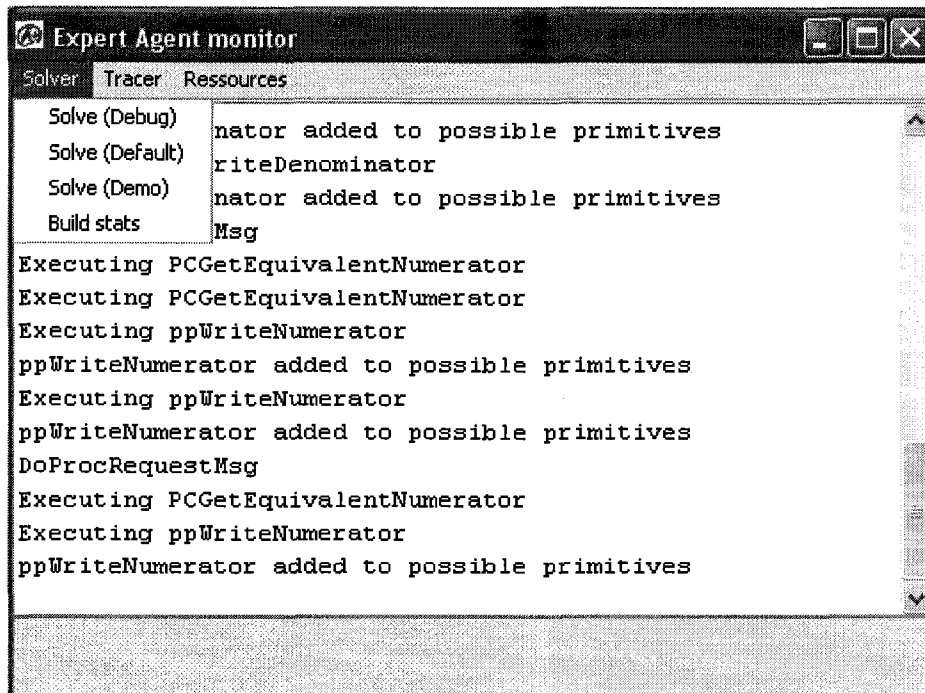 Expert Agent monitor
Solver Tracer Ressources
Solve (Debug)
Solve (Default)
Solve (Demo)
Build stats
nator added to possible primitives
riteDenominator
nator added to possible primitives
Msg
Executing PCGetEquivalentNumerator
Executing PCGetEquivalentNumerator
Executing ppWriteNumerator
ppWriteNumerator added to possible primitives
Executing ppWriteNumerator
ppWriteNumerator added to possible primitives
DoProcRequestMsg
Executing PCGetEquivalentNumerator
Executing ppWriteNumerator
ppWriteNumerator added to possible primitives